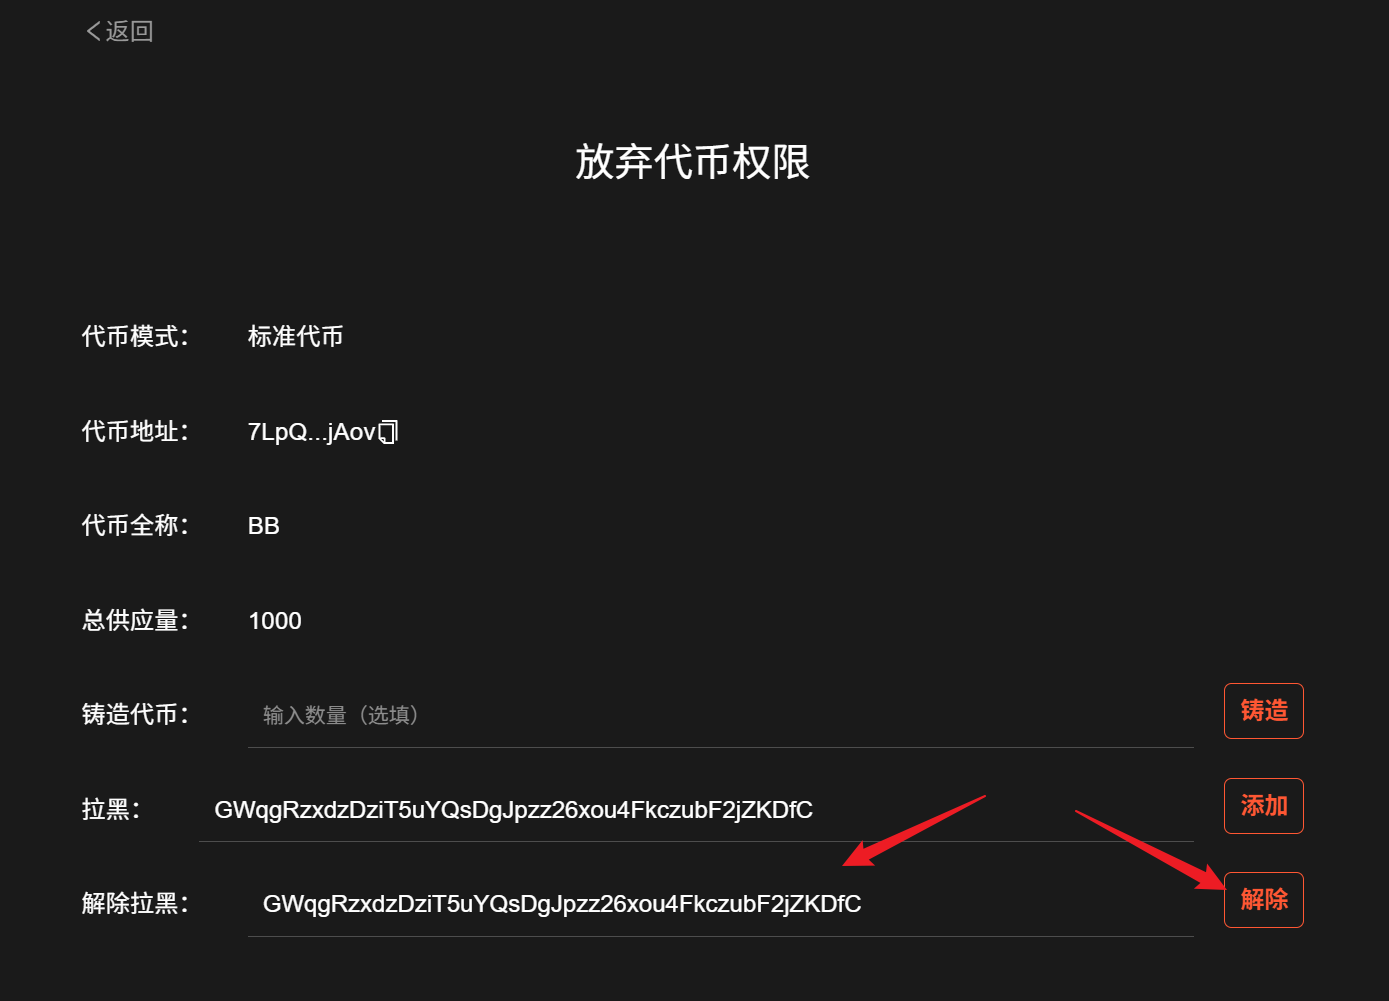 返回
放弃代币权限
代币模式： 标准代币
代币地址： 7LpQ...jAov
代币全称： BB
总供应量： 1000
铸造代币： 输入数量（选填） 铸造
拉黑： GWqgRzxdzDziT5uYQsDgJpzz26xou4FkczubF2jZKDfC 添加
解除拉黑： GWqgRzxdzDziT5uYQsDgJpzz26xou4FkczubF2jZKDfC 解除